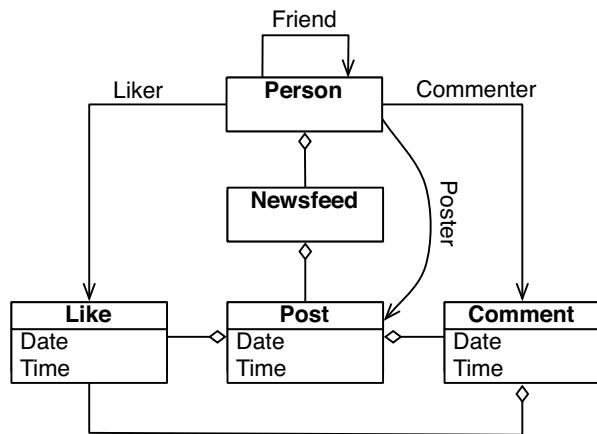 Friend
Liker
Person
Commenter
Newsfeed
Poster
Like
Date
Time
Post
Date
Time
Comment
Date
Time